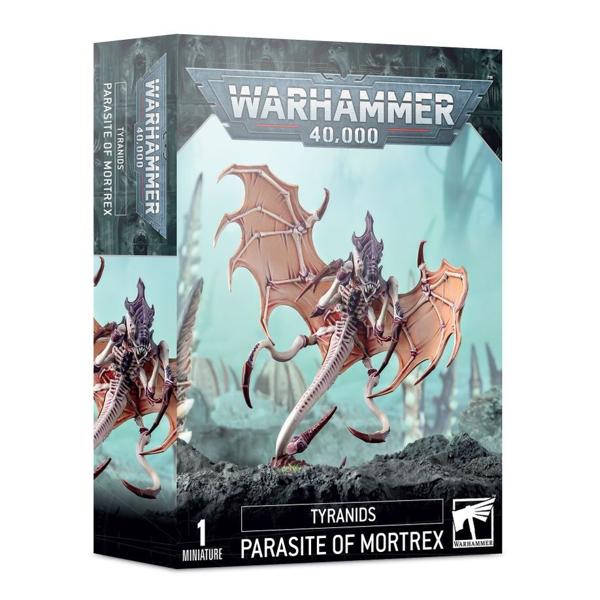 WARHAMMER
40,000
TYRANIDS
PARASITE OF MORTREX
WARHAMMER
40,000
TYRANIDS
PARASITE OF MORTREX
1
MINIATURE
WARHAMMER